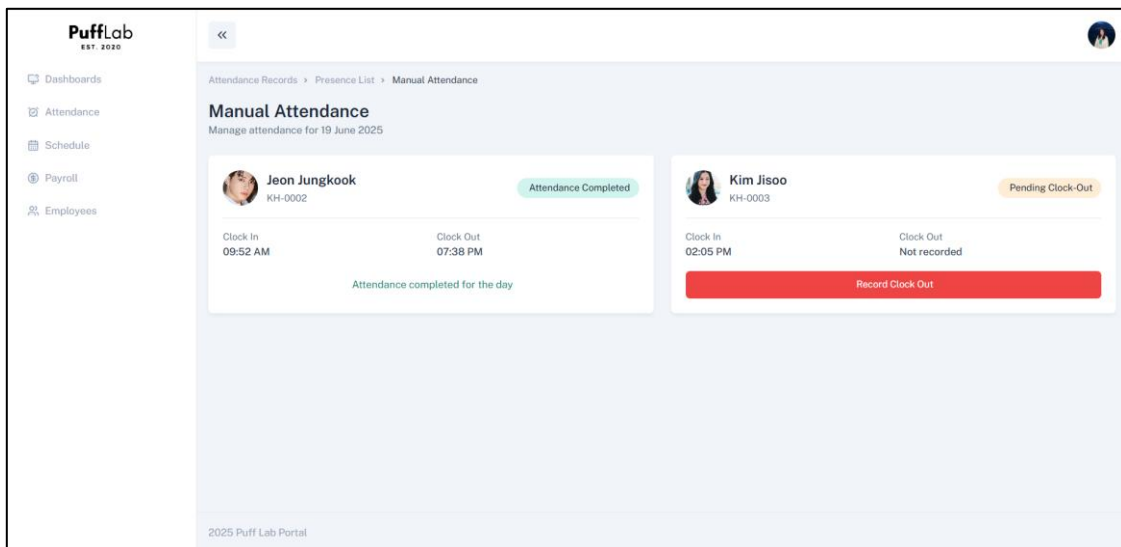 PuffLab
EST. 2020
Dashboards
Attendance
Schedule
Payroll
Employees
Attendance Records › Presence List › Manual Attendance
Manual Attendance
Manage attendance for 19 June 2025
Jeon Jungkook
KH-0002
Attendance Completed
Clock In
09:52 AM
Clock Out
07:38 PM
Attendance completed for the day
Kim Jisoo
KH-0003
Pending Clock-Out
Clock In
02:05 PM
Clock Out
Not recorded
Record Clock Out
2025 Puff Lab Portal